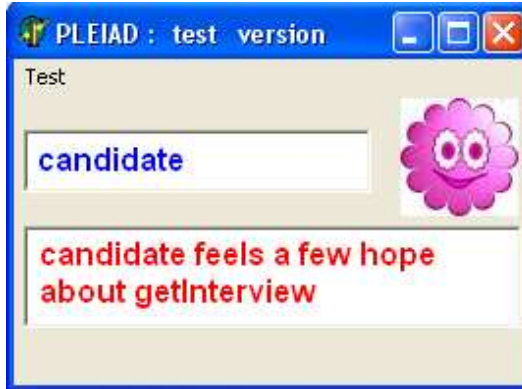 PLEIAD : test version
Test
candidate
candidate feels a few hope
about getInterview